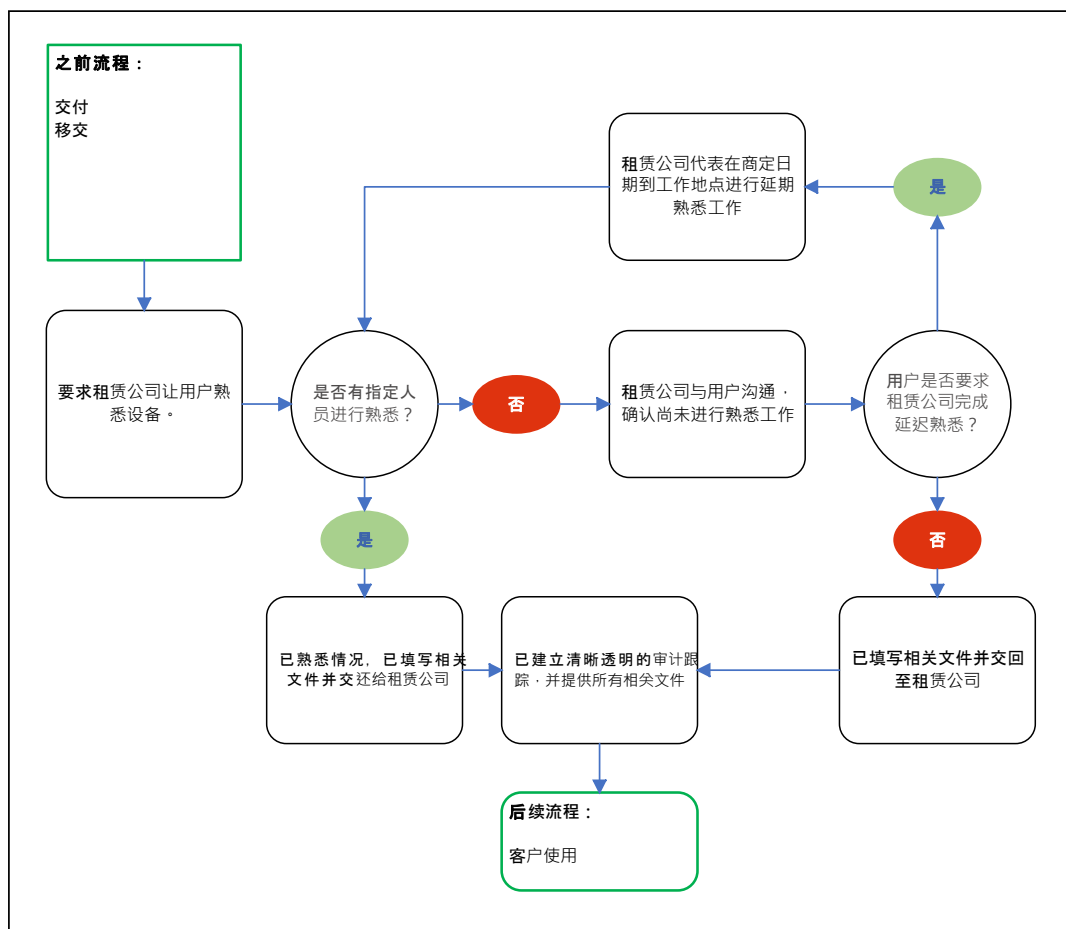 之前流程：
交付
移交
租赁公司代表在商定日
期到工作地点进行延期
熟悉工作
是
要求租赁公司让用户熟
悉设备。
是否有指定人
员进行熟悉？
否
租赁公司与用户沟通，
确认尚未进行熟悉工作
用户是否要求
租赁公司完成
延迟熟悉？
是
否
已熟悉情况，已填写相关
文件并交还给租赁公司
已建立清晰透明的审计跟
踪，并提供所有相关文件
已填写相关文件并交回
至租赁公司
后续流程：
客户使用